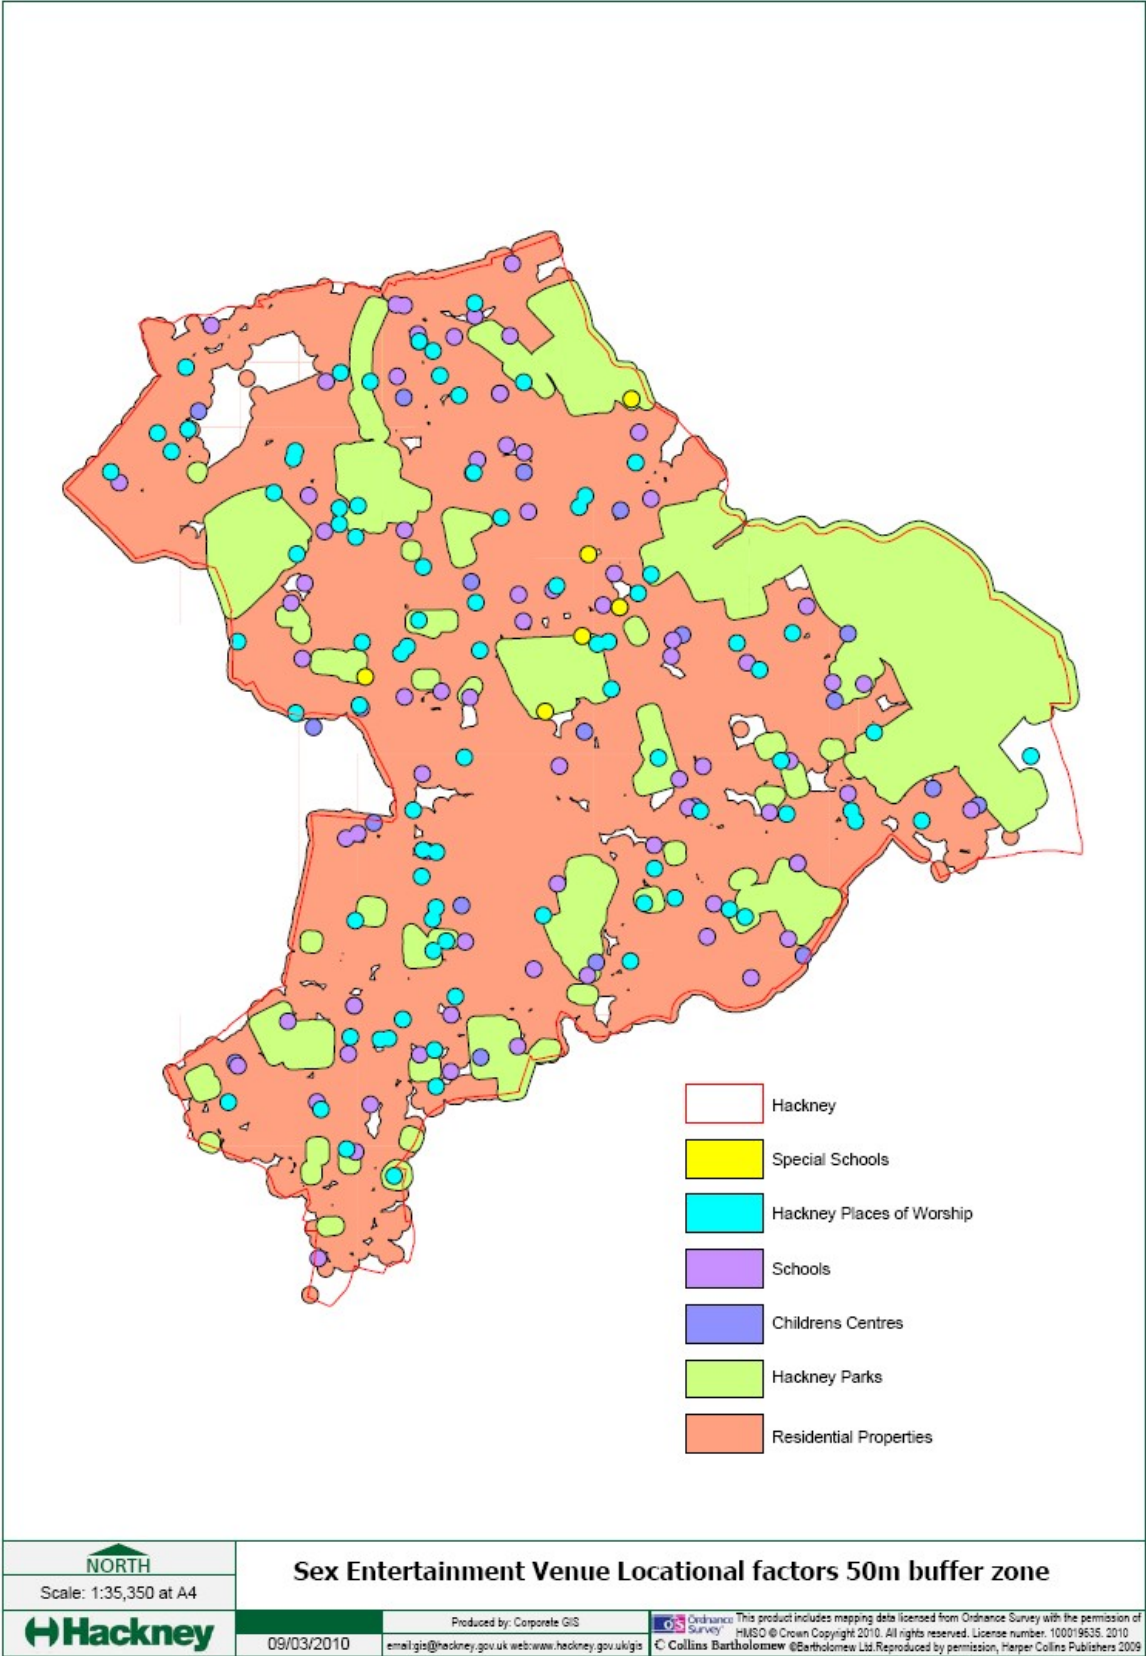 Hackney
Special Schools
Hackney Places of Worship
Schools
Childrens Centres
Hackney Parks
Residential Properties
NORTH
Scale: 1:35,350 at A4
Hackney
Sex Entertainment Venue Locational factors 50m buffer zone
09/03/2010
Produced by: Corporate GIS
email:gis@hackney.gov.uk web:www.hackney.gov.uk/gis
OS Ordnance Survey
This product includes mapping data licensed from Ordnance Survey with the permission of
HMSO © Crown Copyright 2010. All rights reserved. License number. 100019635. 2010
© Collins Bartholomew ©Bartholomew Ltd.Reproduced by permission, Harper Collins Publishers 2009